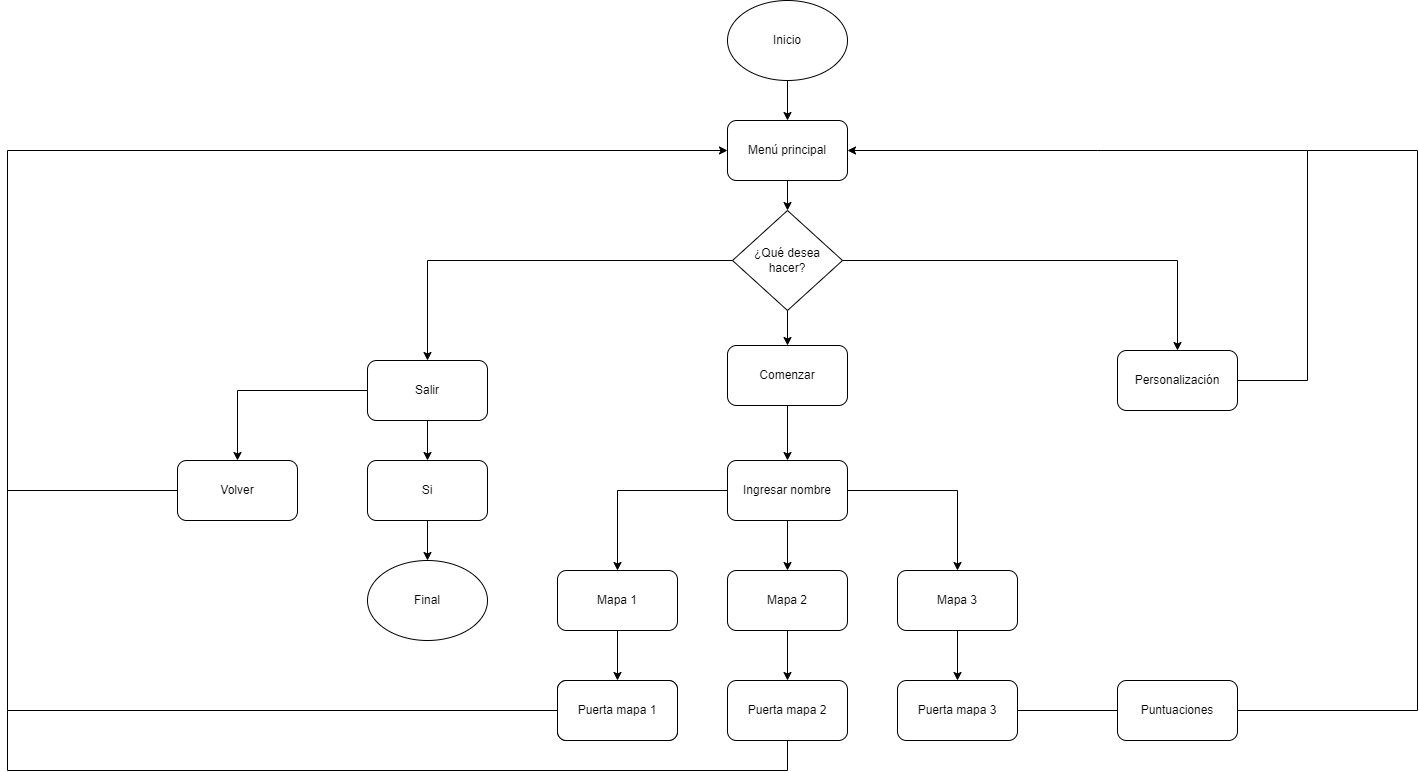 Inicio
Menú principal
¿Qué desea
hacer?
Salir
Comenzar
Personalización
Volver
Si
Ingresar nombre
Final
Mapa 1
Mapa 2
Mapa 3
Puerta mapa 1
Puerta mapa 2
Puerta mapa 3
Puntuaciones